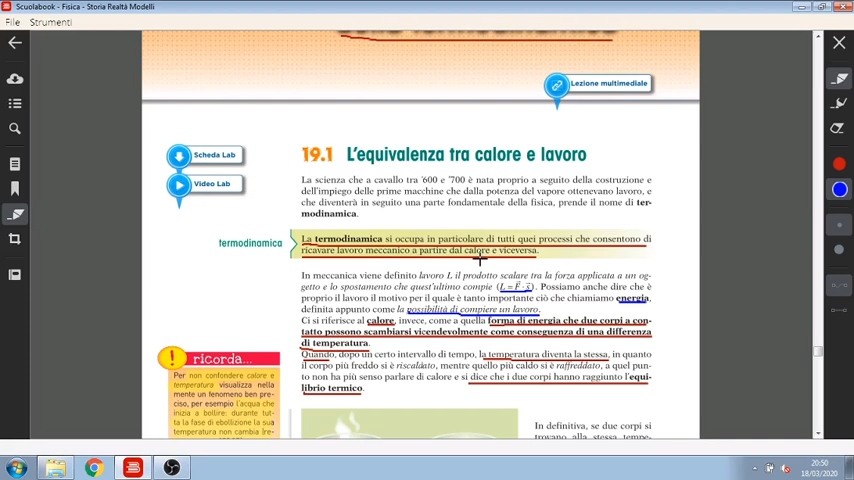 Scuolabook - Fisica - Storia Realtà Modelli
File Strumenti
Lezione multimediale
Scheda Lab
Video Lab
19.1 L'equivalenza tra calore e lavoro
La scienza che a cavallo tra '600 e '700 è nata proprio a seguito della costruzione e
dell'impiego delle prime macchine che dalla potenza del vapore ottenevano lavoro, e
che diventerà in seguito una parte fondamentale della fisica, prende il nome di ter-
modinamica.
termodinamica
La termodinamica si occupa in particolare di tutti quei processi che consentono di
ricavare lavoro meccanico a partire dal calore e viceversa.
In meccanica viene definito lavoro L il prodotto scalare tra la forza applicata a un og-
getto e lo spostamento che quest'ultimo compie (L = F · s). Possiamo anche dire che è
proprio il lavoro il motivo per il quale è tanto importante ciò che chiamiamo energia,
definita appunto come la possibilità di compiere un lavoro.
Ci si riferisce al calore, invece, come a quella forma di energia che due corpi a con-
tatto possono scambiarsi vicendevolmente come conseguenza di una differenza
di temperatura.
Quando, dopo un certo intervallo di tempo, la temperatura diventa la stessa, in quanto
il corpo più freddo si è riscaldato, mentre quello più caldo si è raffreddato, a quel pun-
to non ha più senso parlare di calore e si dice che i due corpi hanno raggiunto l'equi-
librio termico.
ricorda...
Per non confondere calore e
temperatura visualizza nella
mente un fenomeno ben pre-
ciso, per esempio l'acqua che
inizia a bollire: durante tut-
ta la fase di ebollizione la sua
temperatura non cambia (re-
In definitiva, se due corpi si
trovano alla stessa tempe-
20:50
18/03/2020